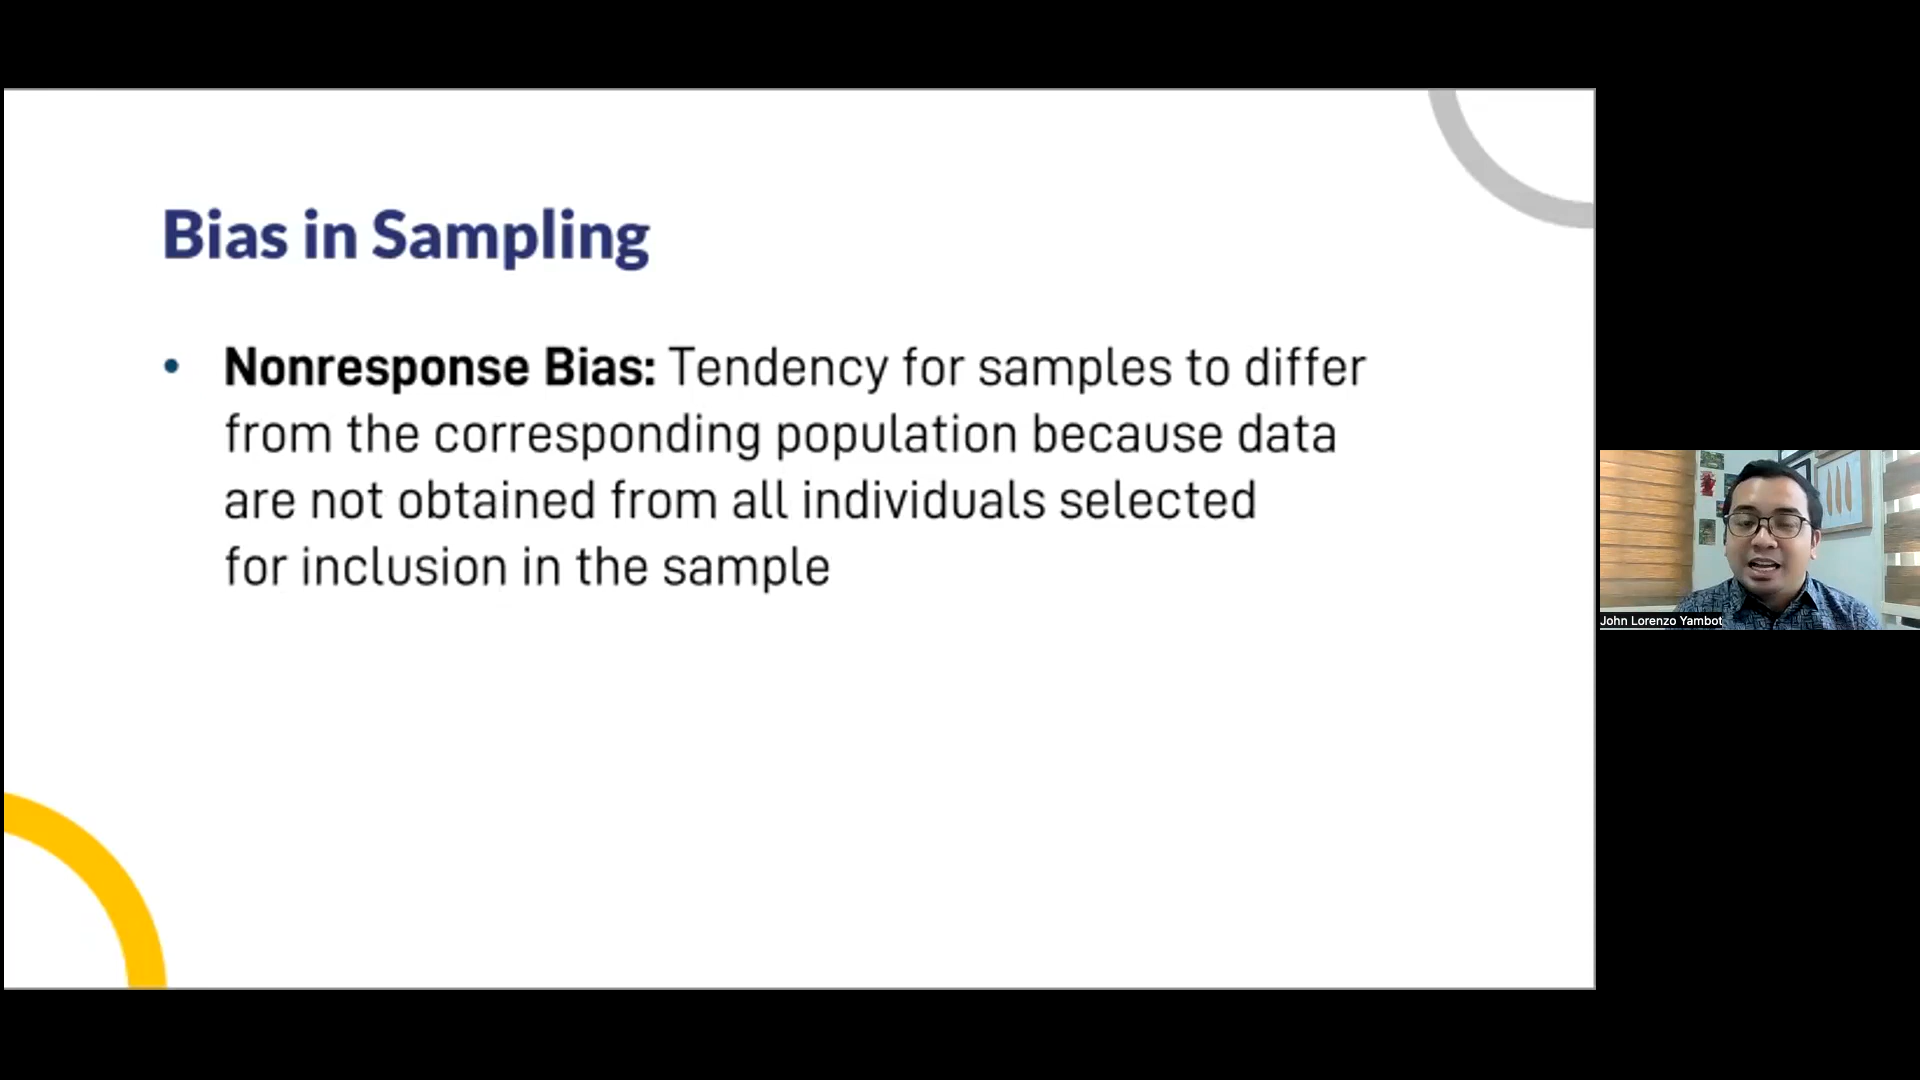 Bias in Sampling
• Nonresponse Bias: Tendency for samples to differ
from the corresponding population because data
are not obtained from all individuals selected
for inclusion in the sample
John Lorenzo Yambot